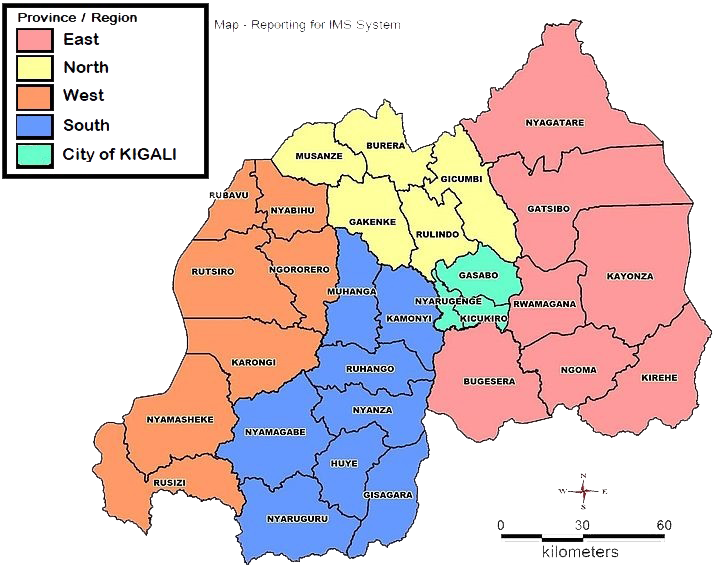 Province / Region
East
North
West
South
City of KIGALI
Map - Reporting for IMS System
NYAGATARE
BURERA
MUSANZE
GICUMBI
RUBAVU
NYABIHU
GATSIBO
GAKENKE
RULINDO
RUTSIRO
NGORORERO
GASABO
KAYONZA
MUHANGA
NYARUGENGE
RWAMAGANA
KAMONYI
KICUKIRO
KARONGI
RUHANGO
NGOMA
BUGESERA
KIREHE
NYANZA
NYAMASHEKE
NYAMAGABE
HUYE
RUSIZI
GISAGARA
NYARUGURU
N
W E
S
0 30 60
kilometers